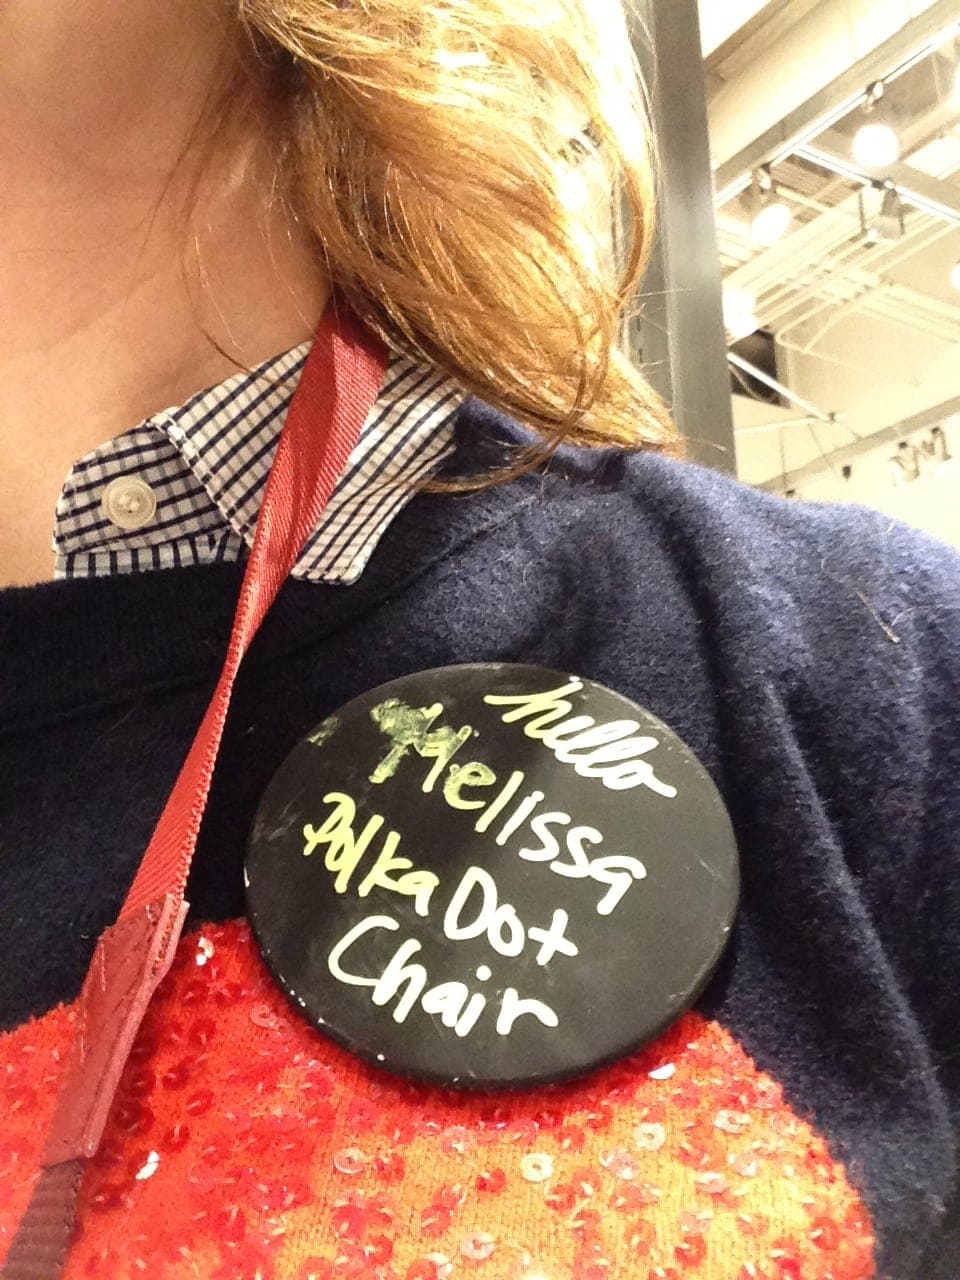 hello
Melissa
Polka Dot
Chair